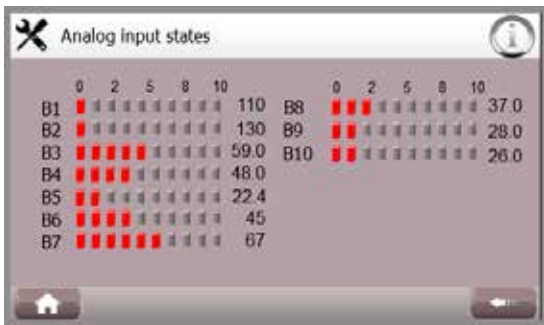 Analog input states
0 2 5 8 10
B1 110
B2 130
B3 59.0
B4 48.0
B5 22.4
B6 45
B7 67
0 2 5 8 10
B8 37.0
B9 28.0
B10 26.0